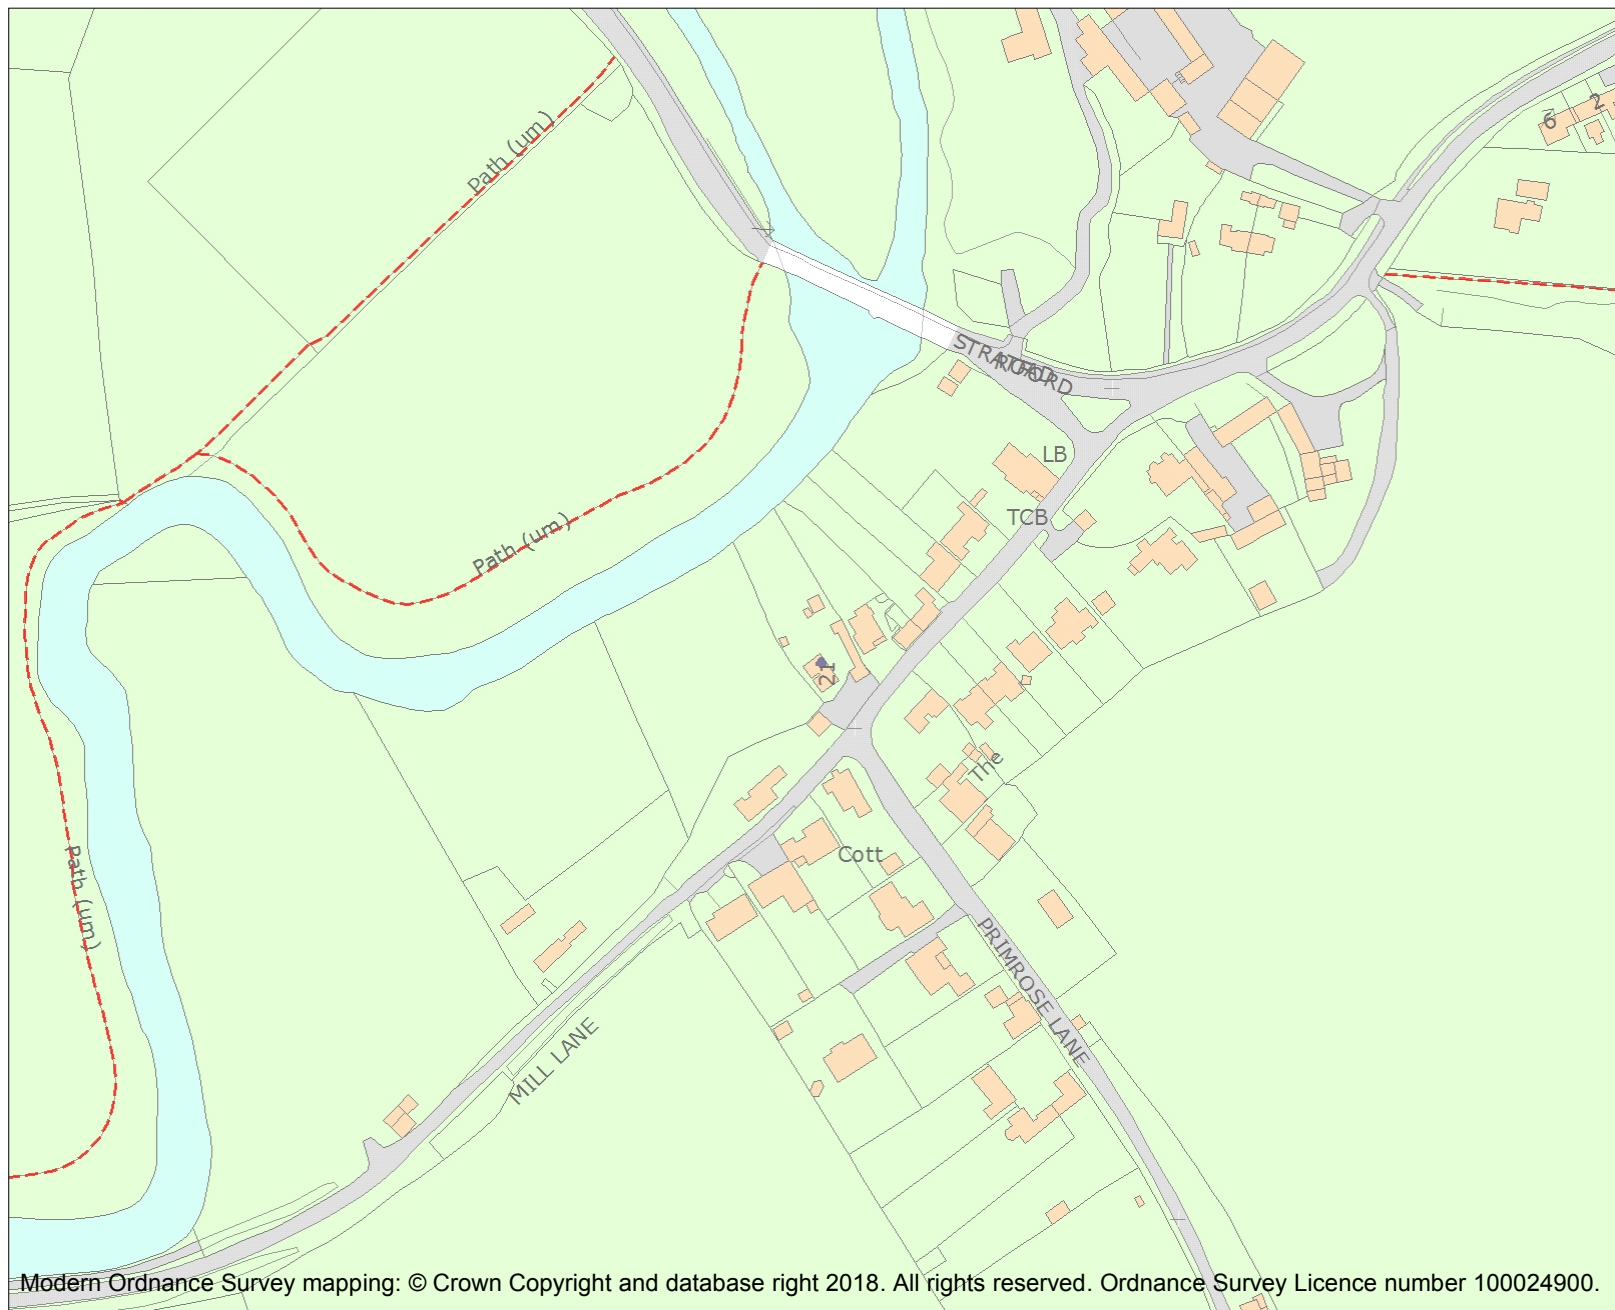 Path (um)
6
2
STRATFORD
ROAD
LB
TCB
Path (um)
21
The
Cott
Path (um)
PRIMROSE LANE
MILL LANE
Modern Ordnance Survey mapping: © Crown Copyright and database right 2018. All rights reserved. Ordnance Survey Licence number 100024900.